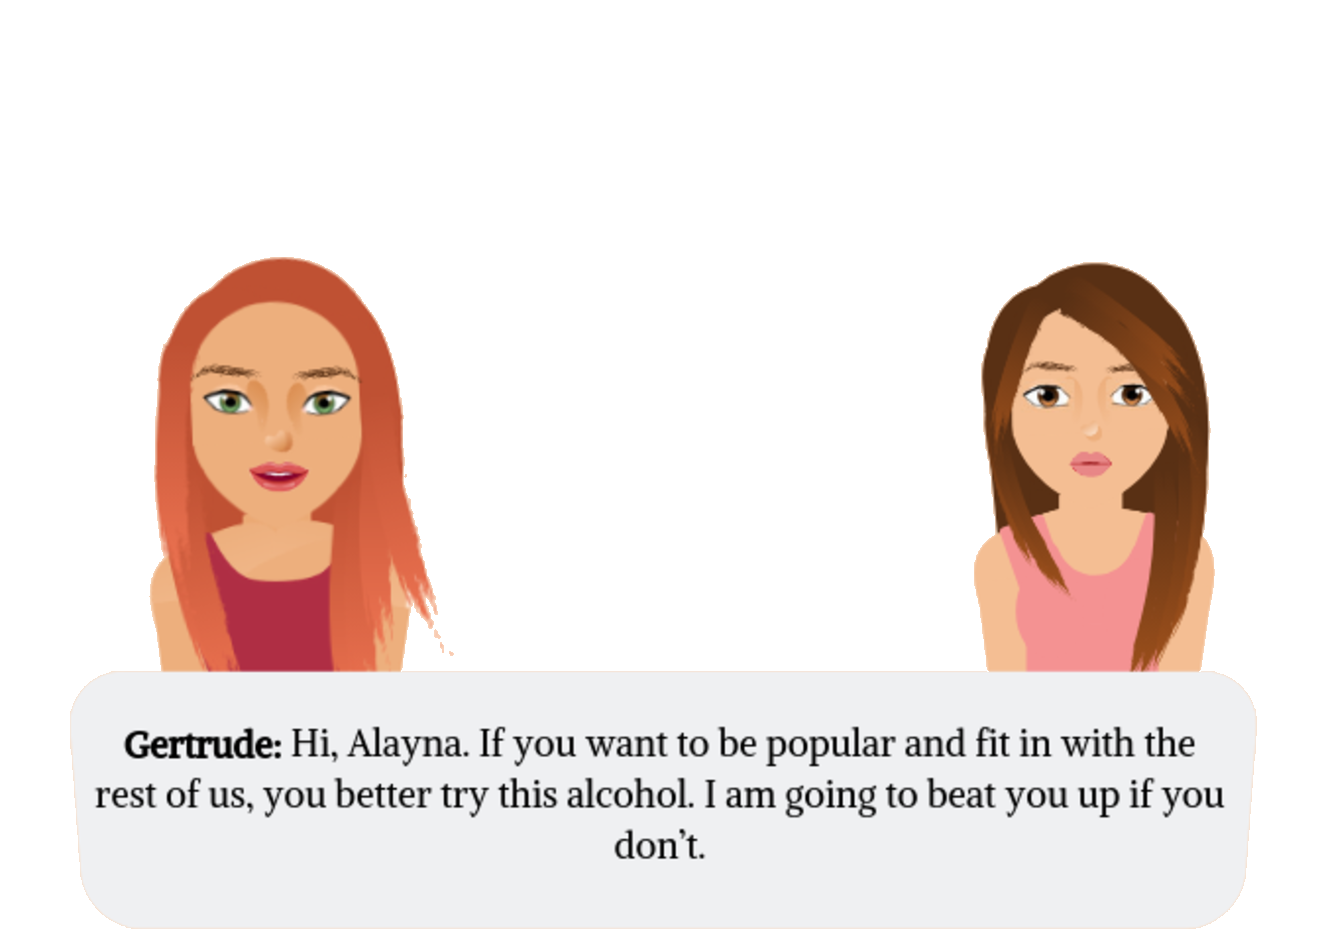 Gertrude: Hi, Alayna. If you want to be popular and fit in with the
rest of us, you better try this alcohol. I am going to beat you up if you
don’t.